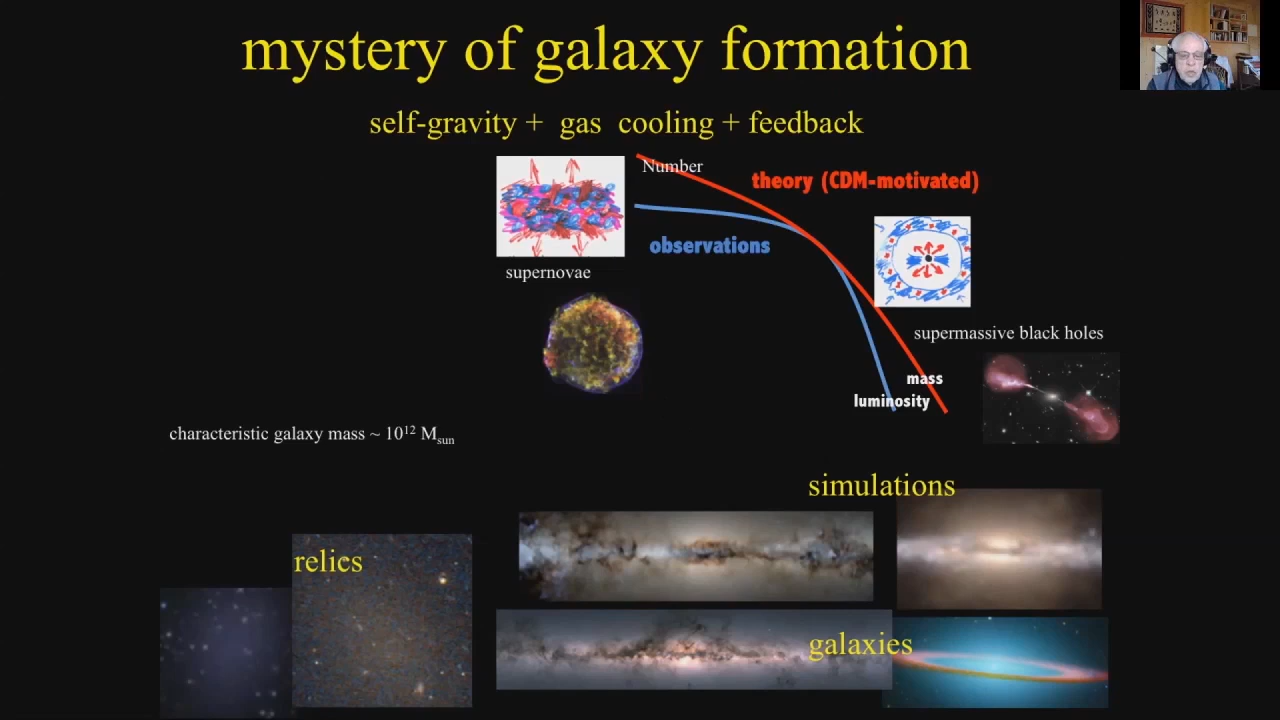 mystery of galaxy formation
self-gravity + gas cooling + feedback
Number
theory (CDM-motivated)
observations
supernovae
supermassive black holes
mass
luminosity
characteristic galaxy mass ~ 10¹² Msun
simulations
relics
galaxies